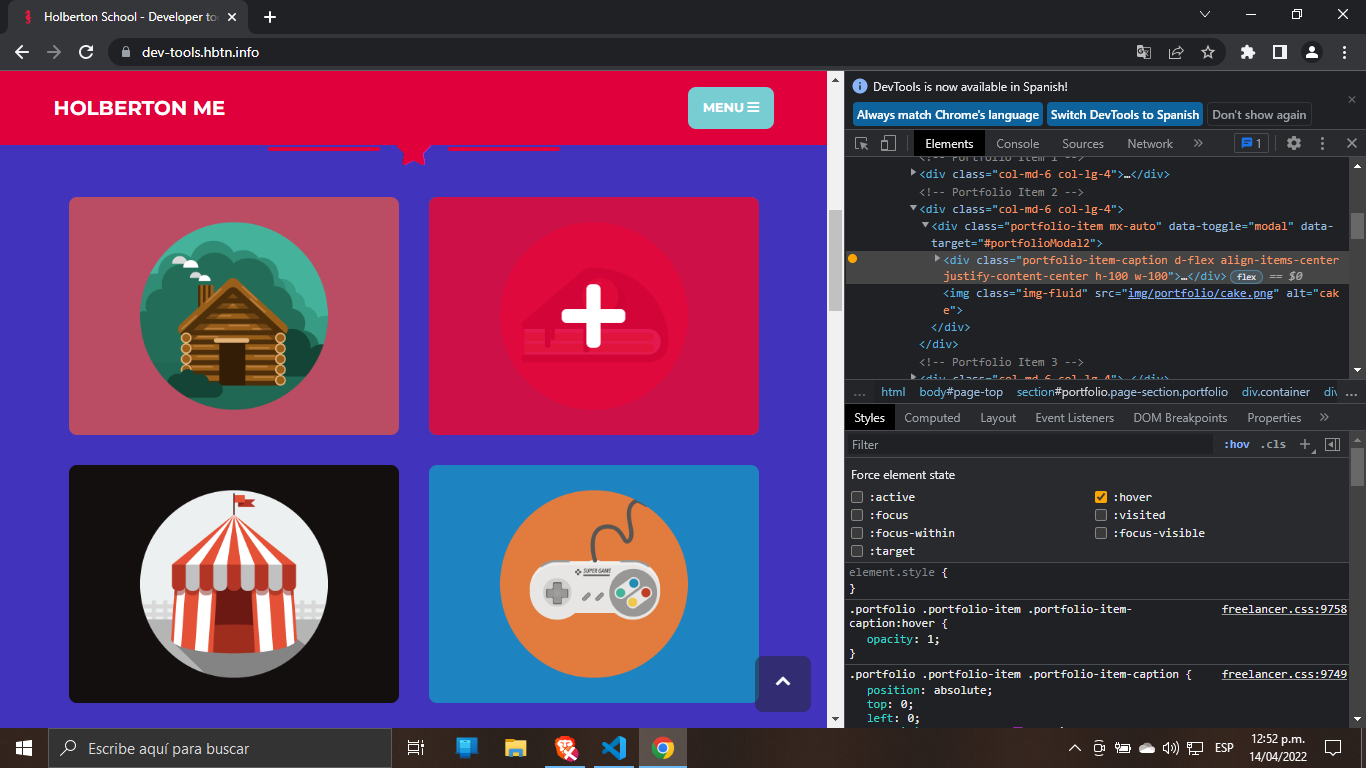 Holberton School - Developer to
dev-tools.hbtn.info
HOLBERTON ME
MENU
SUPER GAME
DevTools is now available in Spanish!
Always match Chrome's language
Switch DevTools to Spanish
Don't show again
Elements
Console
Sources
Network
1
<!-- Portfolio Item 1 -->
<div class="col-md-6 col-lg-4">…</div>
<!-- Portfolio Item 2 -->
<div class="col-md-6 col-lg-4">
<div class="portfolio-item mx-auto" data-toggle="modal" data-
target="#portfolioModal2">
<div class="portfolio-item-caption d-flex align-items-center
justify-content-center h-100 w-100">…</div> flex == $0
<img class="img-fluid" src="img/portfolio/cake.png" alt="cak
e">
</div>
</div>
<!-- Portfolio Item 3 -->
<div class="col-md-6 col-lg-4">…</div>
... html body#page-top section#portfolio.page-section.portfolio div.container div ...
Styles
Computed
Layout
Event Listeners
DOM Breakpoints
Properties
Filter
:hov .cls
Force element state
:active
:hover
:focus
:visited
:focus-within
:focus-visible
:target
element.style {
}
.portfolio .portfolio-item .portfolio-item- freelancer.css:9758
caption:hover {
opacity: 1;
}
.portfolio .portfolio-item .portfolio-item-caption { freelancer.css:9749
position: absolute;
top: 0;
left: 0;
Escribe aquí para buscar
ESP
12:52 p.m.
14/04/2022